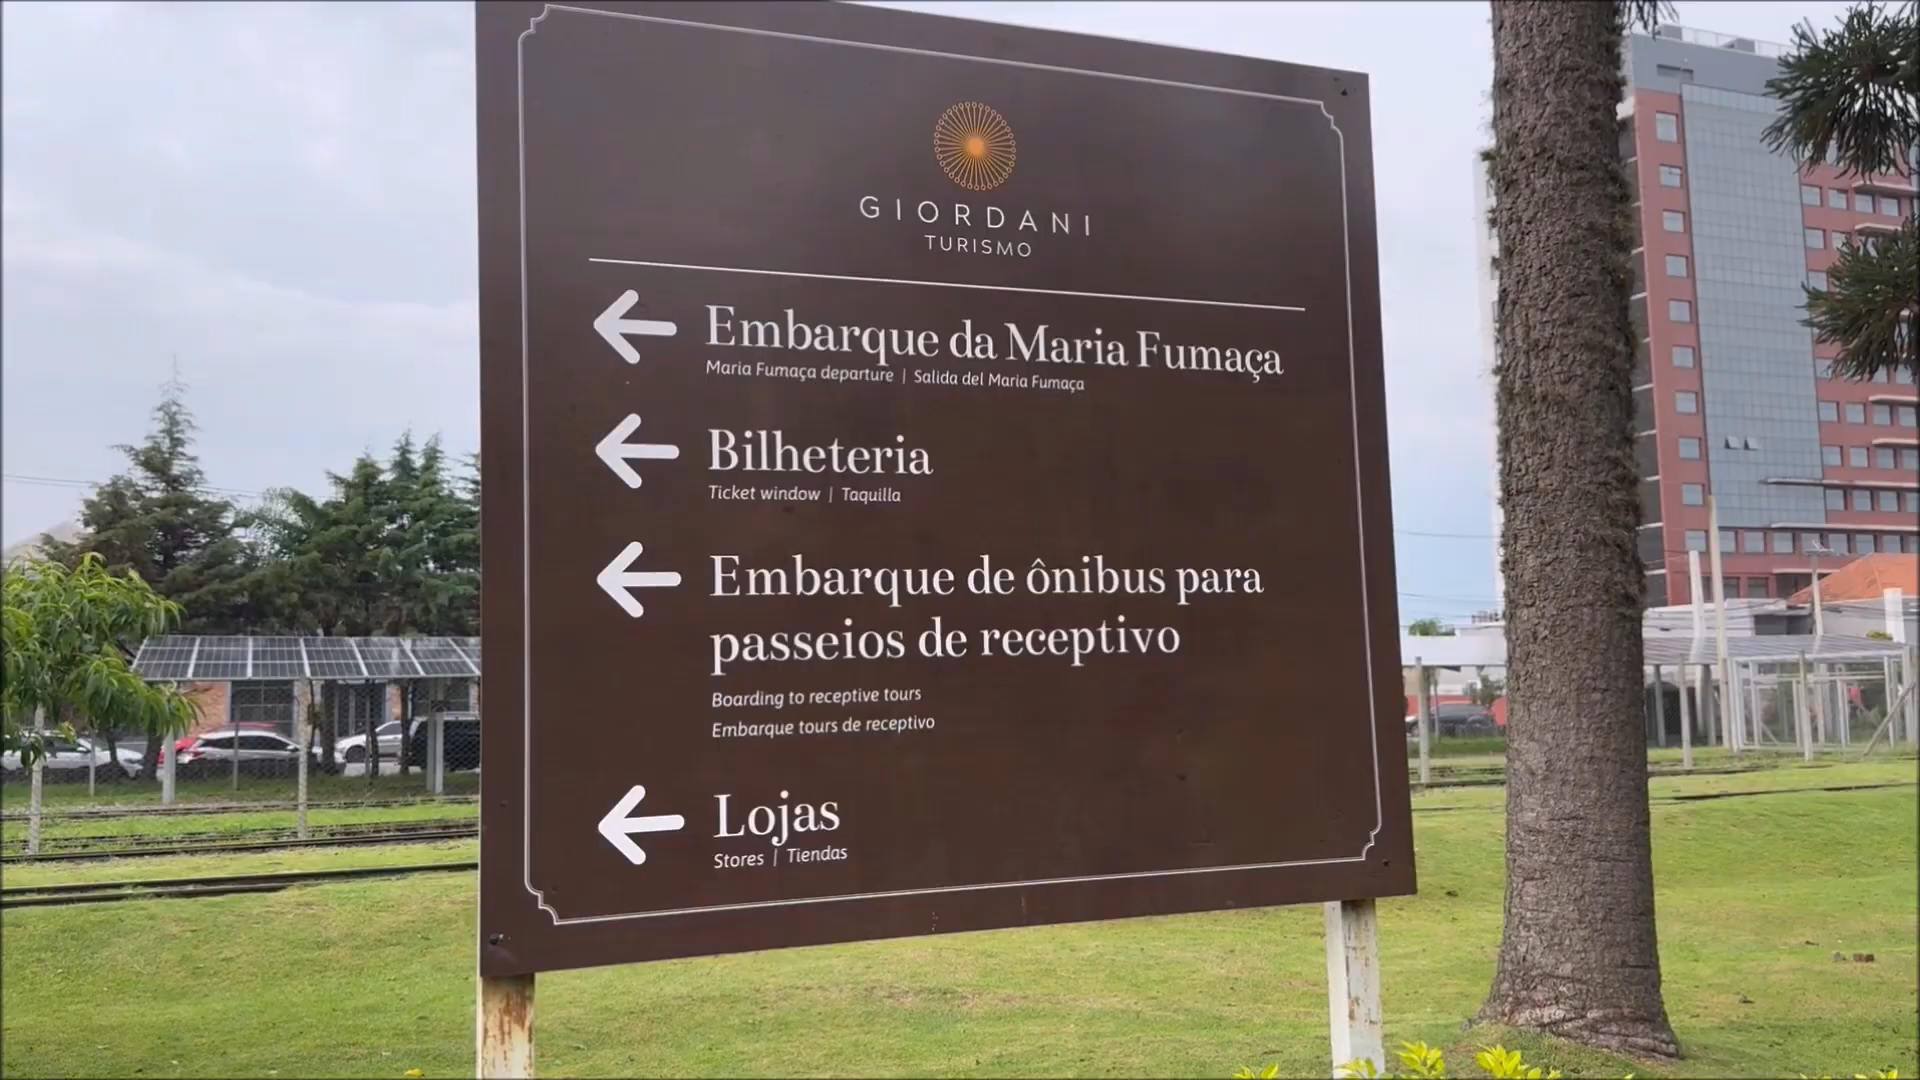 GIORDANI
TURISMO
Embarque da Maria Fumaça
Maria Fumaça departure | Salida del Maria Fumaça
Bilheteria
Ticket window | Taquilla
Embarque de ônibus para
passeios de receptivo
Boarding to receptive tours
Embarque tours de receptivo
Lojas
Stores | Tiendas